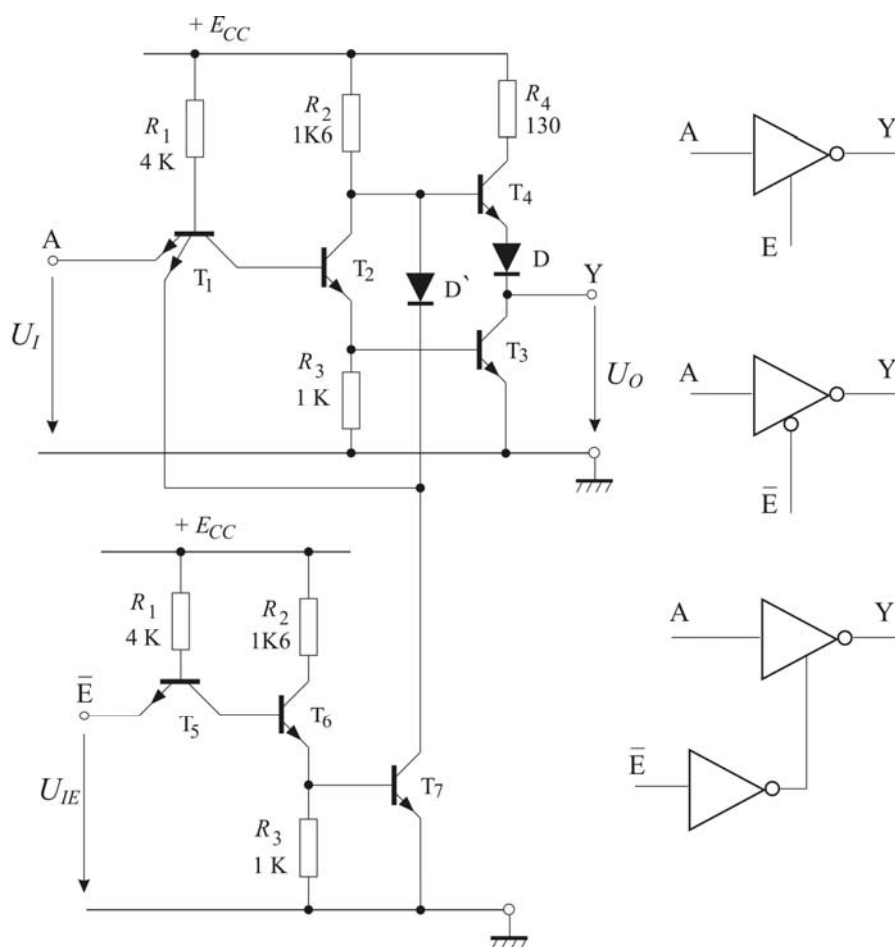 + E_CC
R_1
4 K
R_2
1K6
R_4
130
A
T_1
T_2
T_4
D`
D
Y
T_3
U_I
R_3
1 K
U_O
+ E_CC
R_1
4 K
R_2
1K6
Ē
T_5
T_6
T_7
U_IE
R_3
1 K
A
Y
E
A
Y
Ē
A
Y
Ē